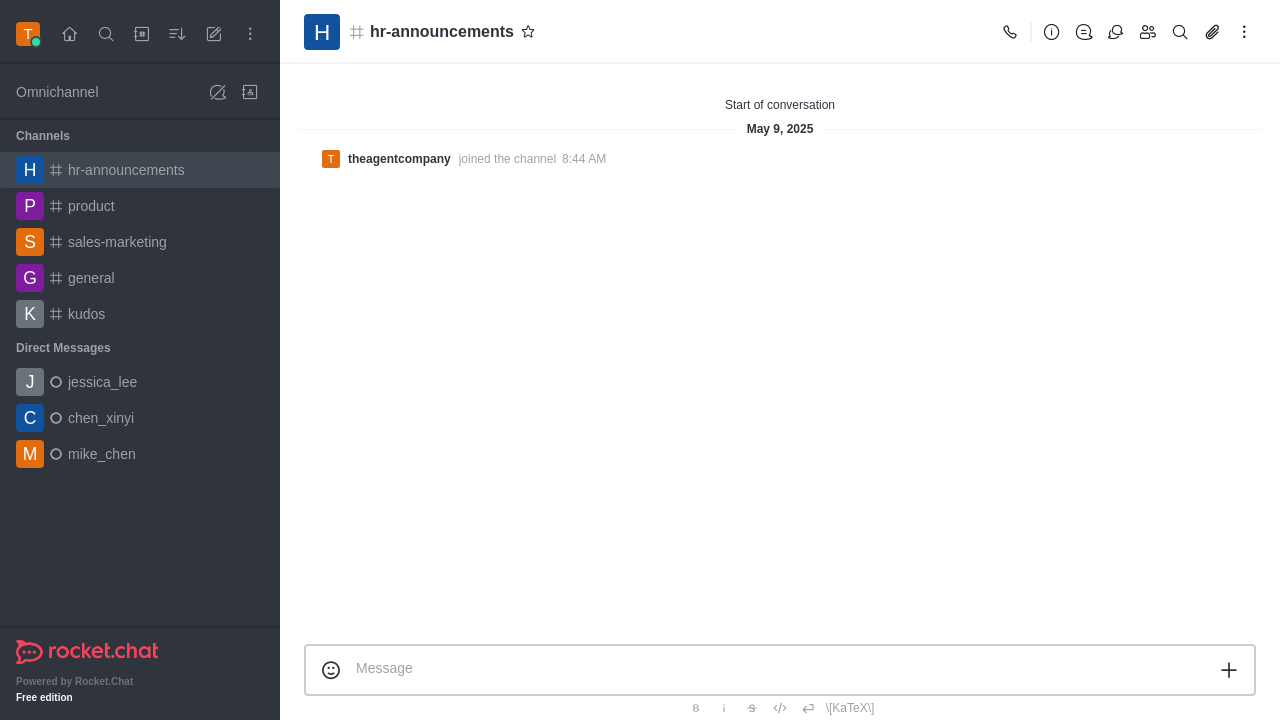 T
Omnichannel
Channels
H hr-announcements
P product
S sales-marketing
G general
K kudos
Direct Messages
J jessica_lee
C chen_xinyi
M mike_chen
rocket.chat
Powered by Rocket.Chat
Free edition
H hr-announcements
Start of conversation
May 9, 2025
T theagentcompany joined the channel 8:44 AM
Message
B i S \[KaTeX\]